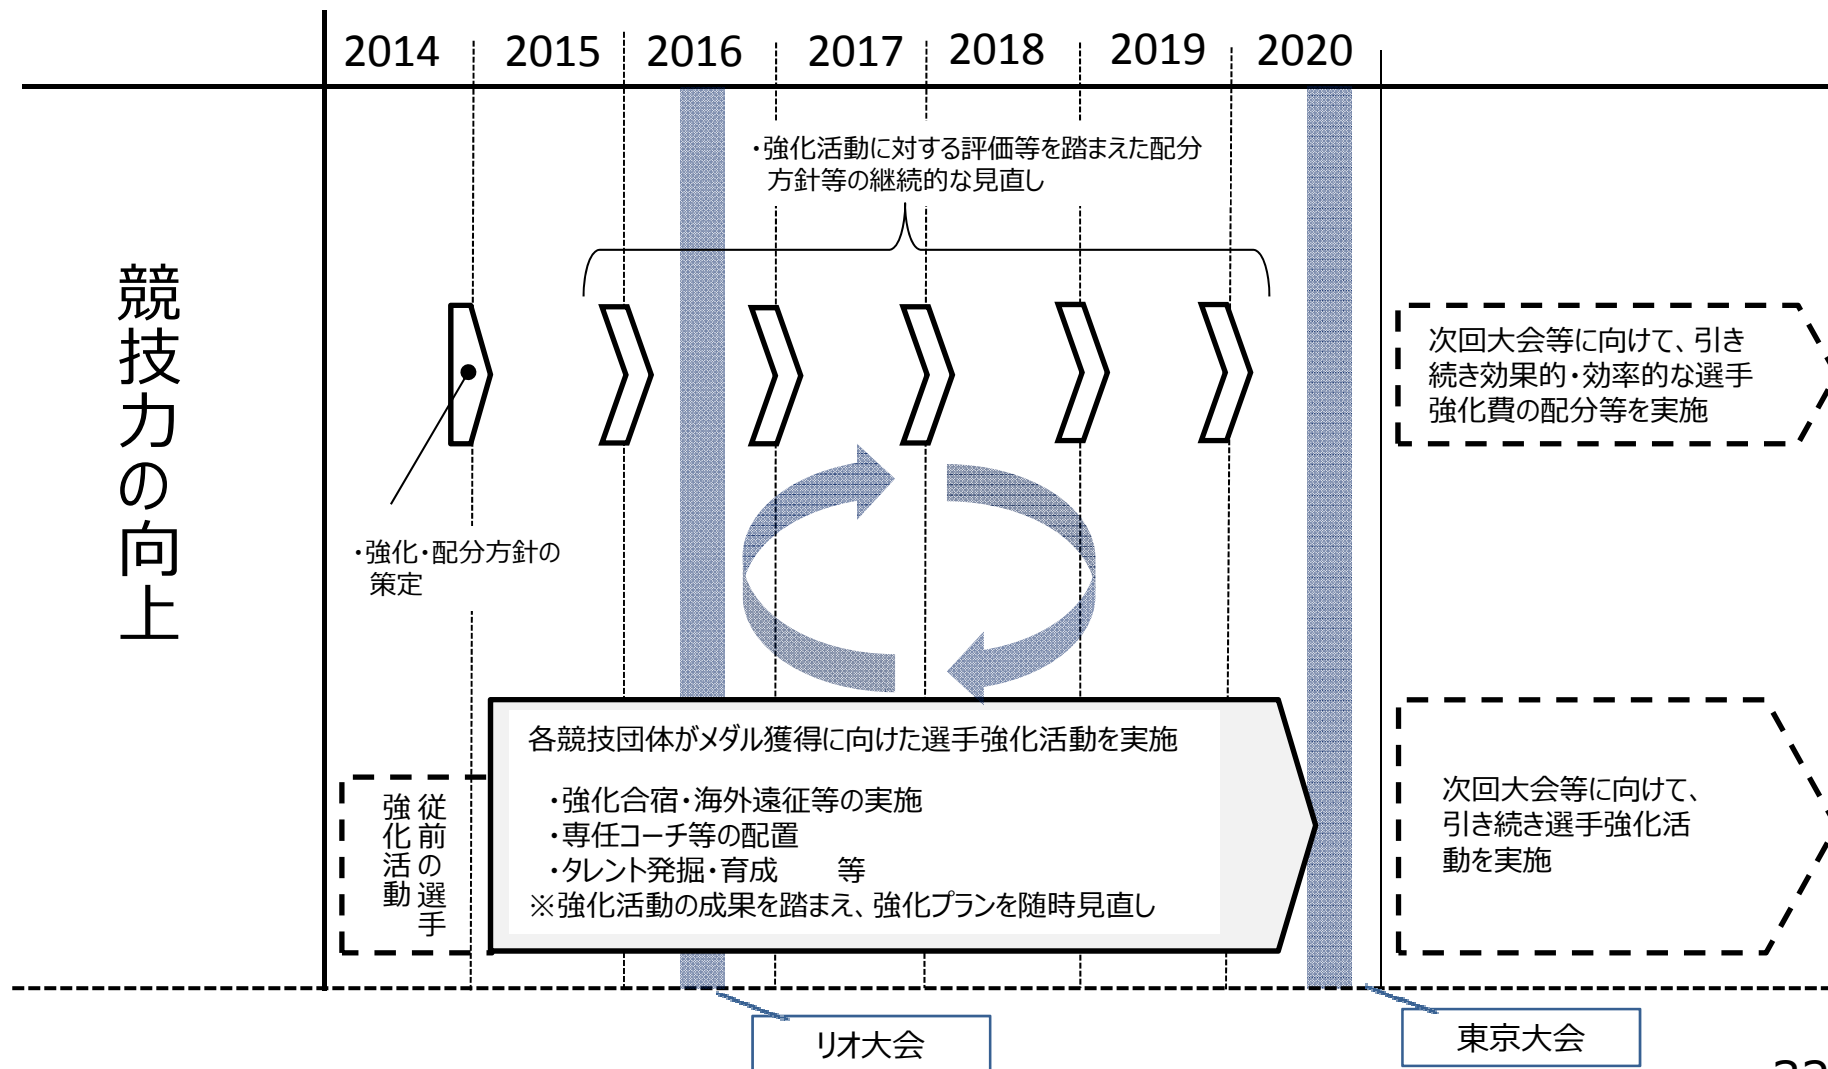 2014 2015 2016 2017 2018 2019 2020
競技力の向上
・強化活動に対する評価等を踏まえた配分
方針等の継続的な見直し
・強化・配分方針の
策定
次回大会等に向けて、引き
続き効果的・効率的な選手
強化費の配分等を実施
従前の選手
強化活動
各競技団体がメダル獲得に向けた選手強化活動を実施
・強化合宿・海外遠征等の実施
・専任コーチ等の配置
・タレント発掘・育成　　等
※強化活動の成果を踏まえ、強化プランを随時見直し
次回大会等に向けて、
引き続き選手強化活
動を実施
リオ大会
東京大会